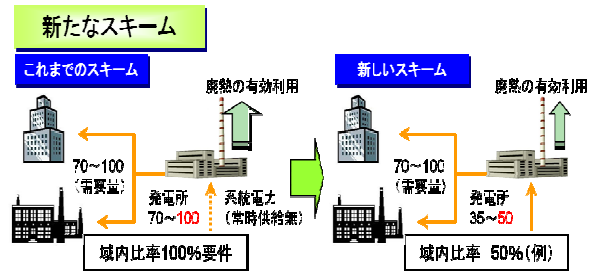 新たなスキーム
これまでのスキーム
廃熱の有効利用
70～100
(需要量)
発電所
70～100
系統電力
(常時供給無)
域内比率100%要件
新しいスキーム
廃熱の有効利用
70～100
(需要量)
発電所
35～50
域内比率 50%(例)